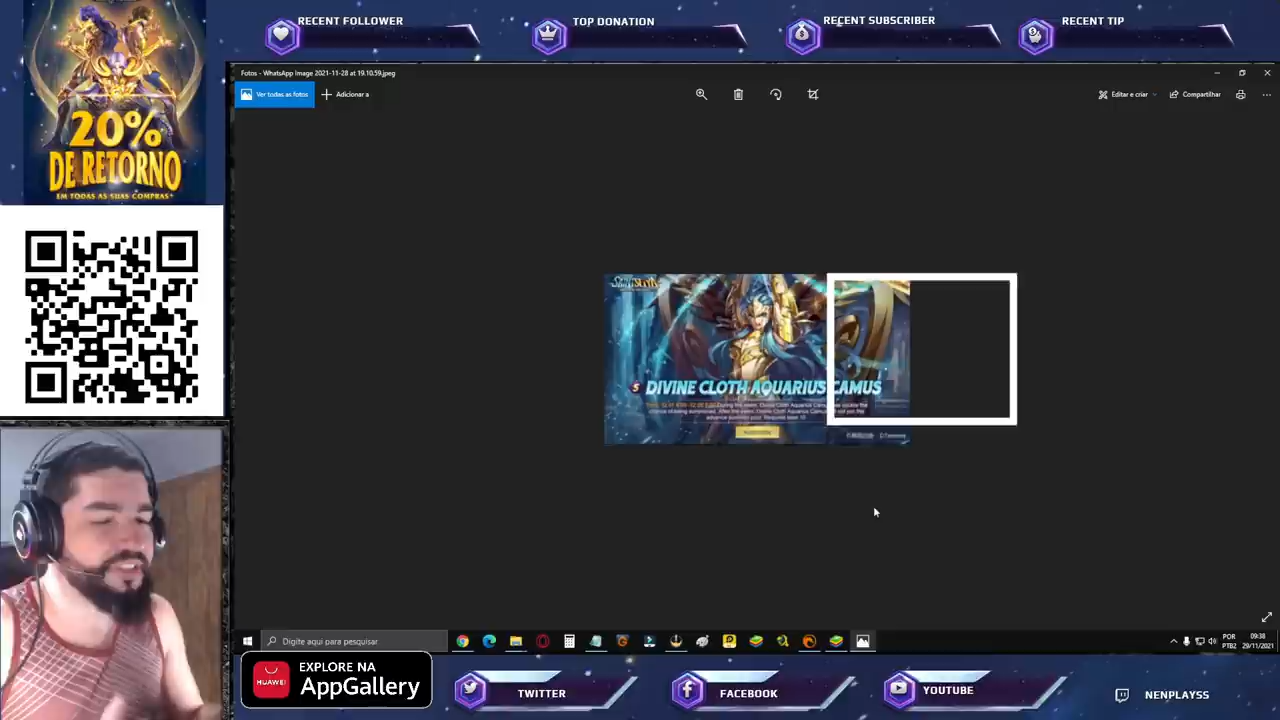 RECENT FOLLOWER
TOP DONATION
RECENT SUBSCRIBER
RECENT TIP
20%
DE RETORNO
EM TODAS AS SUAS COMPRAS*
Fotos - WhatsApp Image 2021-11-28 at 19.10.59.jpeg
Ver todas as fotos
Adicionar a
Editar e criar
Compartilhar
S DIVINE CLOTH AQUARIUS CAMUS
Digite aqui para pesquisar
POR
PTB2
09:38
29/11/2021
HUAWEI
EXPLORE NA
AppGallery
TWITTER
FACEBOOK
YOUTUBE
NENPLAYSS